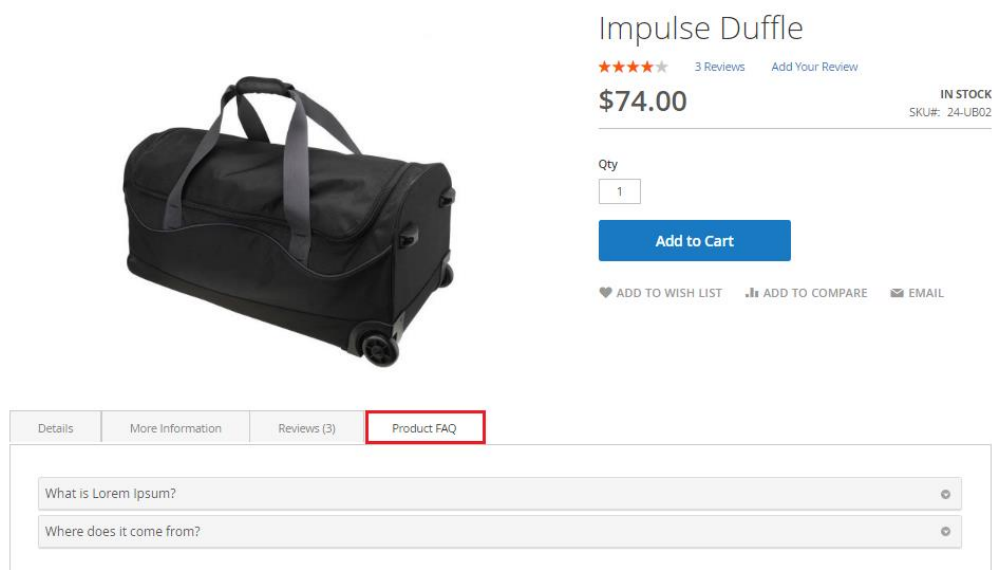 Impulse Duffle
3 Reviews Add Your Review
$74.00
IN STOCK
SKU#: 24-UB02
Qty
1
Add to Cart
ADD TO WISH LIST ADD TO COMPARE EMAIL
Details More Information Reviews (3) Product FAQ
What is Lorem Ipsum?
Where does it come from?